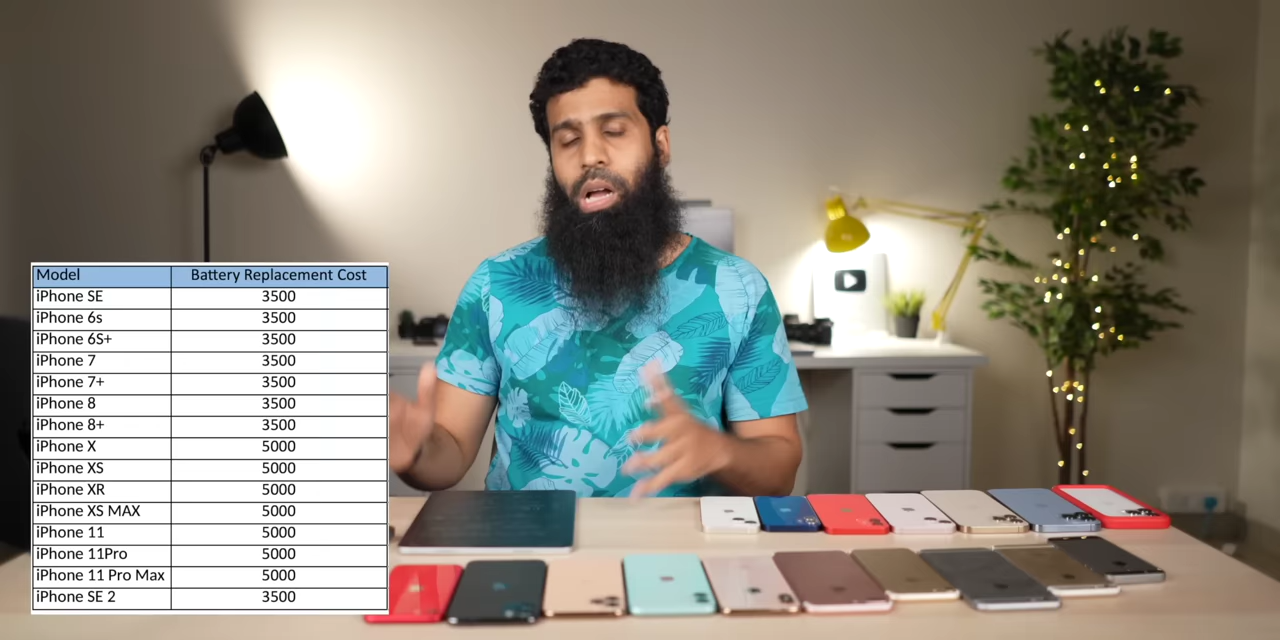 Model Battery Replacement Cost
iPhone SE 3500
iPhone 6s 3500
iPhone 6S+ 3500
iPhone 7 3500
iPhone 7+ 3500
iPhone 8 3500
iPhone 8+ 3500
iPhone X 5000
iPhone XS 5000
iPhone XR 5000
iPhone XS MAX 5000
iPhone 11 5000
iPhone 11Pro 5000
iPhone 11 Pro Max 5000
iPhone SE 2 3500